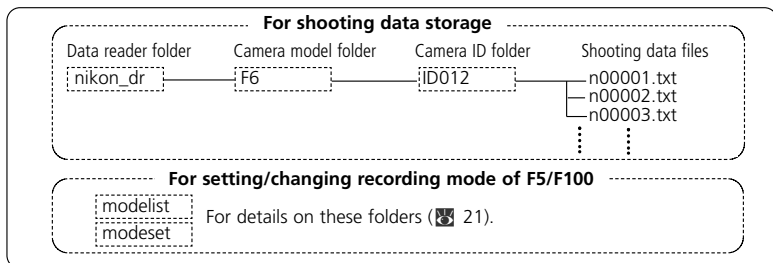 For shooting data storage
Data reader folder Camera model folder Camera ID folder Shooting data files
nikon_dr F6 ID012 n00001.txt
n00002.txt
n00003.txt
For setting/changing recording mode of F5/F100
modelist
For details on these folders ( 21).
modeset